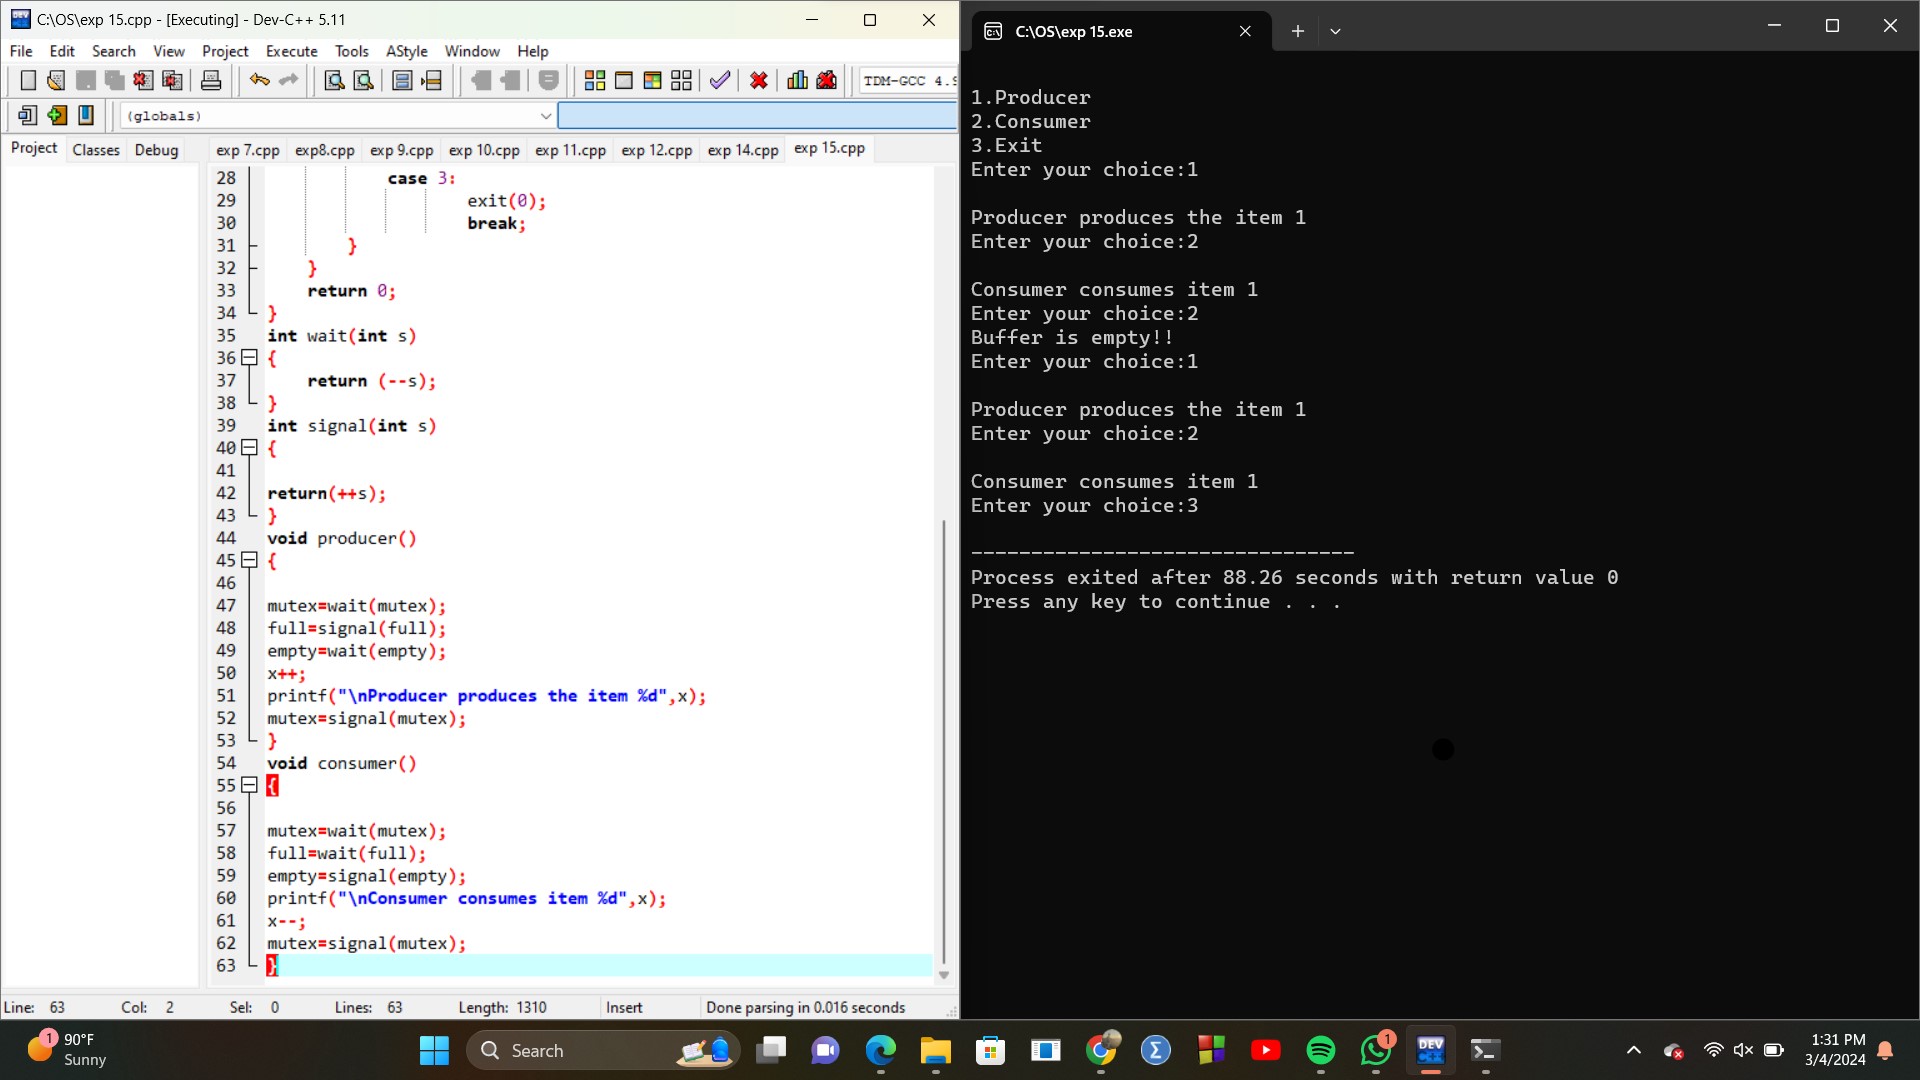 C:\OS\exp 15.cpp - [Executing] - Dev-C++ 5.11
File Edit Search View Project Execute Tools AStyle Window Help
TDM-GCC 4.9
(globals)
Project Classes Debug
exp 7.cpp exp8.cpp exp 9.cpp exp 10.cpp exp 11.cpp exp 12.cpp exp 14.cpp exp 15.cpp
28 case 3:
29 exit(0);
30 break;
31 }
32 }
33 return 0;
34 }
35 int wait(int s)
36 {
37 return (--s);
38 }
39 int signal(int s)
40 {
41
42 return(++s);
43 }
44 void producer()
45 {
46
47 mutex=wait(mutex);
48 full=signal(full);
49 empty=wait(empty);
50 x++;
51 printf("\nProducer produces the item %d",x);
52 mutex=signal(mutex);
53 }
54 void consumer()
55 {
56
57 mutex=wait(mutex);
58 full=wait(full);
59 empty=signal(empty);
60 printf("\nConsumer consumes item %d",x);
61 x--;
62 mutex=signal(mutex);
63 }
Line: 63 Col: 2 Sel: 0 Lines: 63 Length: 1310 Insert Done parsing in 0.016 seconds
C:\OS\exp 15.exe
1.Producer
2.Consumer
3.Exit
Enter your choice:1
Producer produces the item 1
Enter your choice:2
Consumer consumes item 1
Enter your choice:2
Buffer is empty!!
Enter your choice:1
Producer produces the item 1
Enter your choice:2
Consumer consumes item 1
Enter your choice:3
--------------------------------
Process exited after 88.26 seconds with return value 0
Press any key to continue . . .
1
90°F
Sunny
Search
1
DEV
1:31 PM
3/4/2024